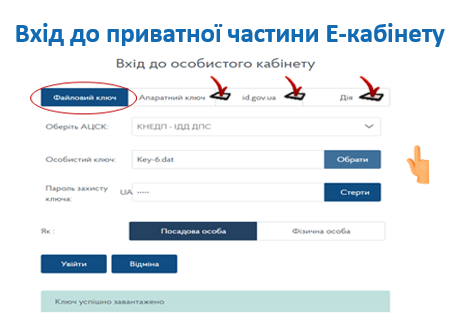 Вхід до приватної частини Е-кабінету
Вхід до особистого кабінету
Файловий ключ Апаратний ключ id.gov.ua Дія
Оберіть АЦСК: КНЕДП - ІДД ДПС
Особистий ключ: Key-6.dat Обрати
Пароль захисту ключа: UA ····· Стерти
Як : Посадова особа Фізична особа
Увійти Відміна
Ключ успішно завантажено